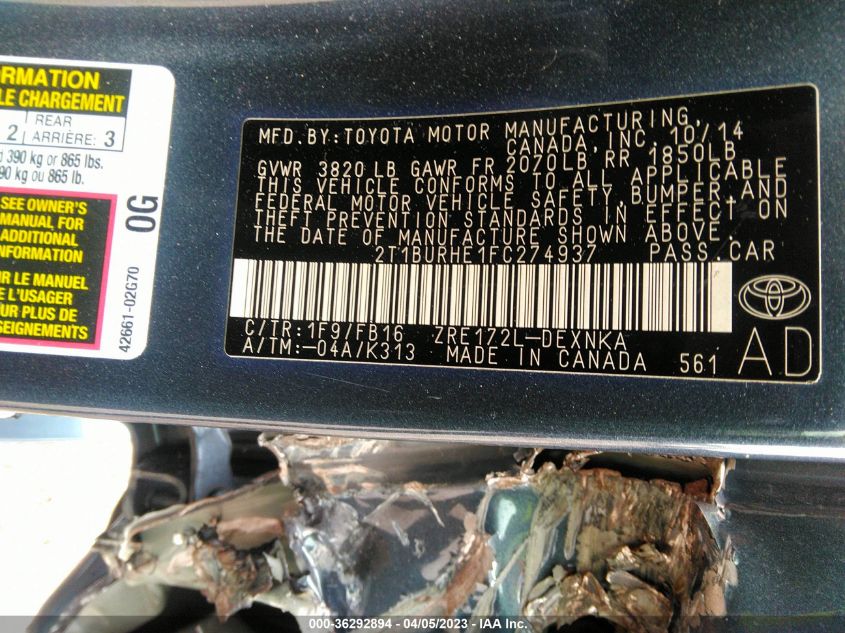 ORMATION
LE CHARGEMENT
2 REAR ARRIÈRE: 3
390 kg or 865 lbs.
90 kg ou 865 lb.
SEE OWNER'S
MANUAL FOR
ADDITIONAL
INFORMATION
R LE MANUEL
E L'USAGER
UR PLUS DE
SEIGNEMENTS
42661-02G70
0G
MFD.BY:TOYOTA MOTOR MANUFACTURING,
CANADA, INC. 10/14
GVWR 3820 LB GAWR FR 2070LB RR 1850LB
THIS VEHICLE CONFORMS TO ALL APPLICABLE
FEDERAL MOTOR VEHICLE SAFETY,BUMPER,AND
THEFT PREVENTION STANDARDS IN EFFECT ON
THE DATE OF MANUFACTURE SHOWN ABOVE.
2T1BURHE1FC274937 PASS.CAR
C/TR:1F9/FB16 ZRE172L-DEXNKA
A/TM:-04A/K313 MADE IN CANADA 561
AD
000-36292894 - 04/05/2023 - IAA Inc.